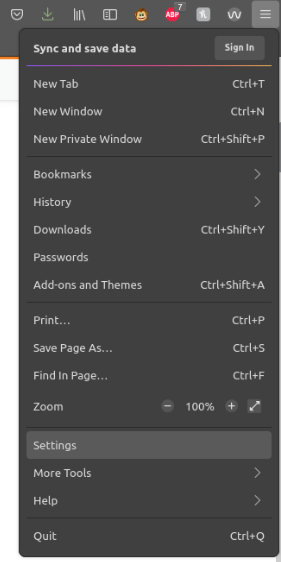 7
ABP
Sync and save data Sign In
New Tab Ctrl+T
New Window Ctrl+N
New Private Window Ctrl+Shift+P
Bookmarks
History
Downloads Ctrl+Shift+Y
Passwords
Add-ons and Themes Ctrl+Shift+A
Print… Ctrl+P
Save Page As… Ctrl+S
Find In Page… Ctrl+F
Zoom − 100% +
Settings
More Tools
Help
Quit Ctrl+Q